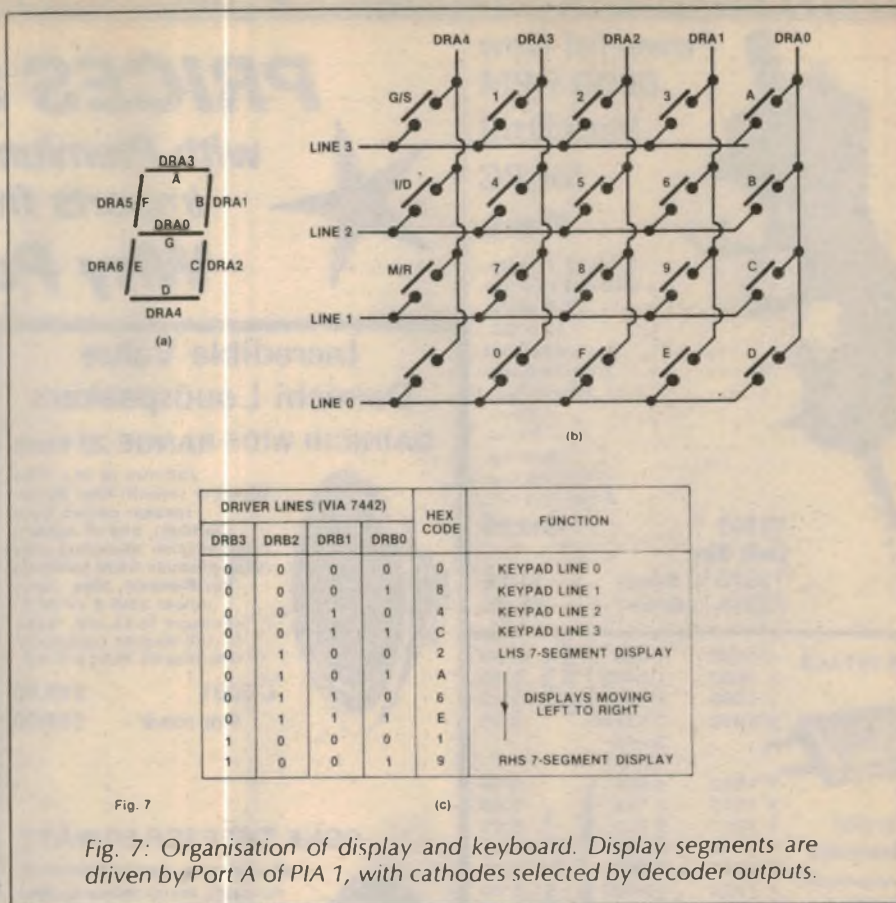 DRA3
A
DRA5 F B DRA1
DRA0
G
DRA6 E C DRA2
D
DRA4
(a)
DRA4 DRA3 DRA2 DRA1 DRA0
G/S 1 2 3 A
LINE 3
I/D 4 5 6 B
LINE 2
M/R 7 8 9 C
LINE 1
0 F E D
LINE 0
(b)
DRIVER LINES (VIA 7442) HEX CODE FUNCTION
DRB3 DRB2 DRB1 DRB0
0 0 0 0 0 KEYPAD LINE 0
0 0 0 1 8 KEYPAD LINE 1
0 0 1 0 4 KEYPAD LINE 2
0 0 1 1 C KEYPAD LINE 3
0 1 0 0 2 LHS 7-SEGMENT DISPLAY
0 1 0 1 A
0 1 1 0 6 DISPLAYS MOVING
0 1 1 1 E LEFT TO RIGHT
1 0 0 0 1
1 0 0 1 9 RHS 7-SEGMENT DISPLAY
Fig. 7
(c)
Fig. 7: Organisation of display and keyboard. Display segments are
driven by Port A of PIA 1, with cathodes selected by decoder outputs.